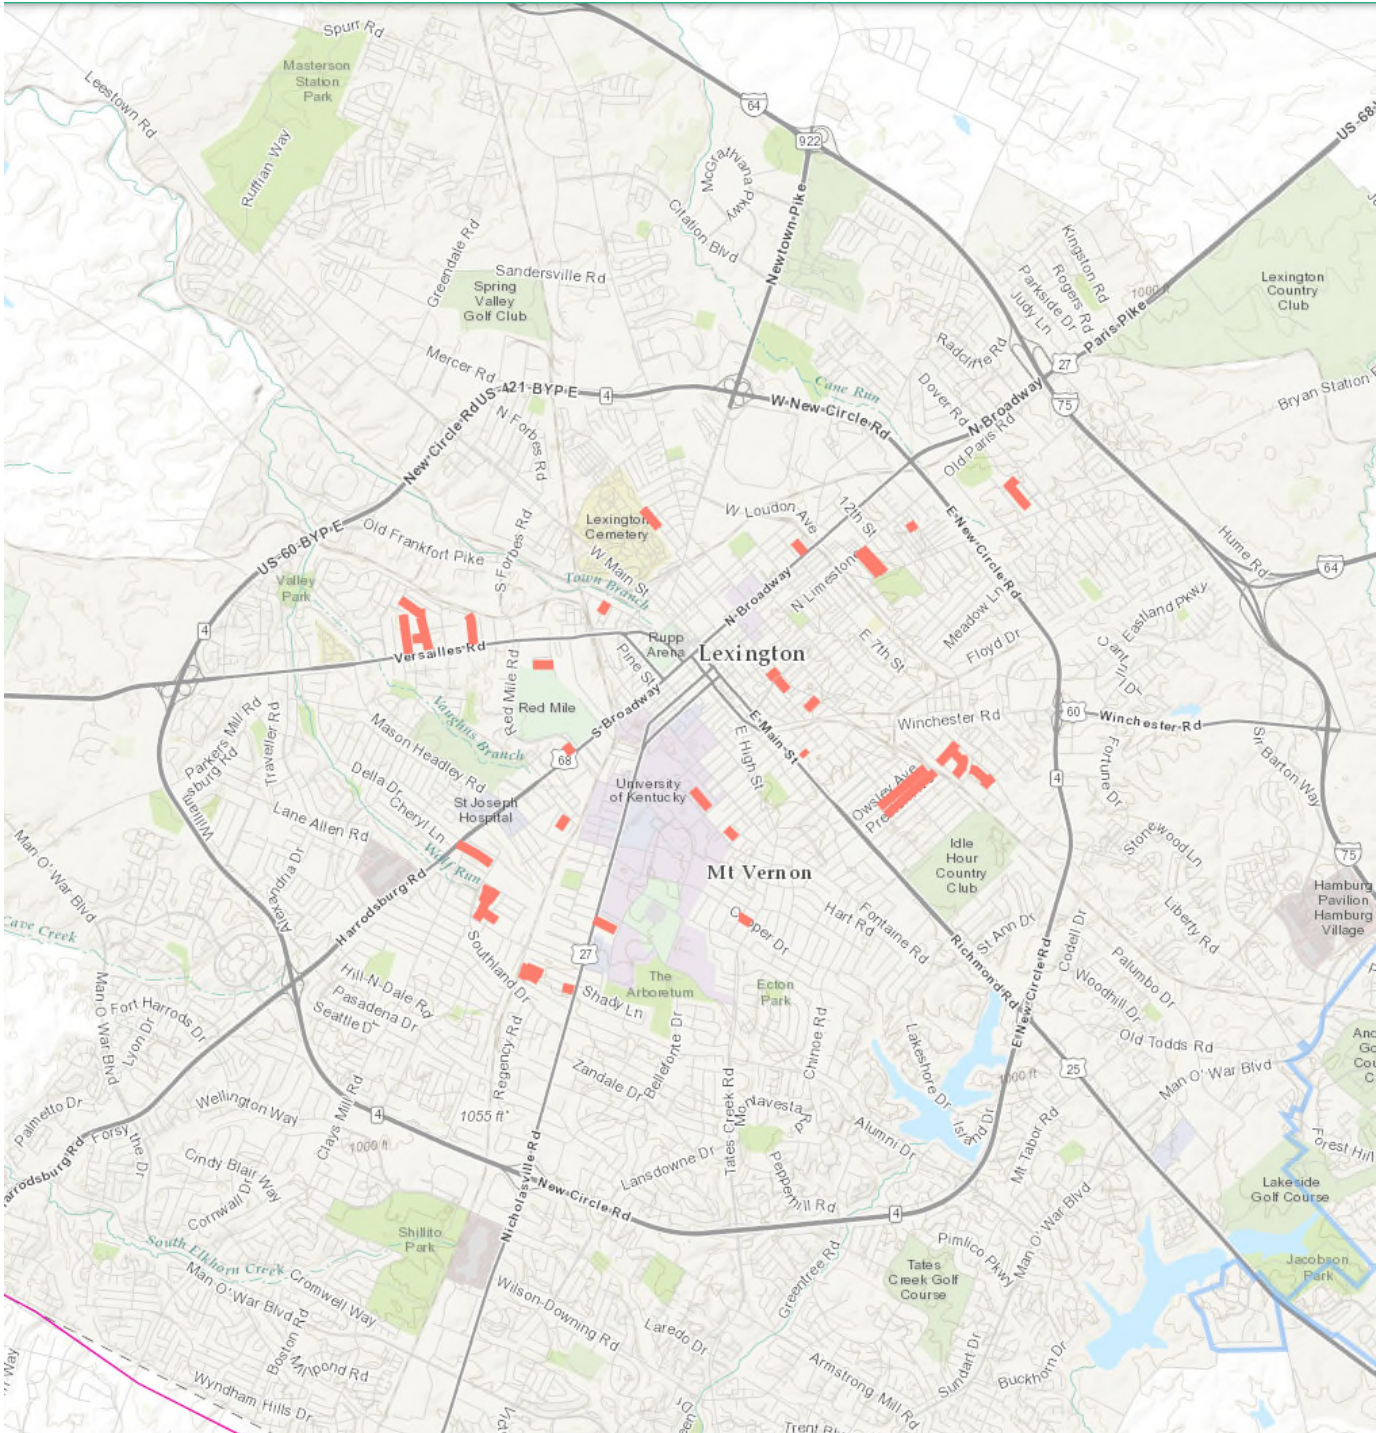 Spurr Rd
Masterson
Station
Park
Leestown Rd
Ruffian Way
64
922
US-68
McGrathiana Pkwy
Citation Blvd
Newtown Pike
Greendale Rd
Sandersville Rd
Spring
Valley
Golf Club
Kingston Rd
Rogers Rd
Parkside Dr
Judy Ln
1000 ft
Paris Pike
Lexington
Country
Club
Radcliffe Rd
27
Mercer Rd
US-421-BYP E
4
Cane Run
Dover Rd
N Broadway
75
Bryan Station
W New Circle Rd
N Forbes Rd
New Circle Rd
Old Paris Rd
Lexington
Cemetery
W Loudon Ave
12th St
E New Circle Rd
US-60-BYP E
Old Frankfort Pike
S Forbes Rd
W Main St
Town Branch
Hume Rd
64
Valley
Park
N Limestone
N Broadway
Meadow Ln
Eastland Pkwy
4
Versailles Rd
Rupp
Arena
Pine St
Lexington
E 7th St
Floyd Dr
Cantrill D
Red Mile Rd
Red Mile
S Broadway
Winchester Rd
60
Winchester Rd
Parkers Mill Rd
sburg Rd
Traveller Rd
Vaughns Branch
Mason Headley Rd
68
E Main St
E High St
Sir Barton Way
Fortune Dr
4
Della Dr
Cheryl Ln
St Joseph
Hospital
University
of Kentucky
Owsley Ave
Pre
William
Lane Allen Rd
Wolf Run
Stonewood Ln
75
Man O' War Blvd
Alexandria Dr
Harrodsburg Rd
Mt Vernon
Idle
Hour
Country
Club
Liberty Rd
Hamburg
Pavilion
Hamburg
Village
Cave Creek
Cooper Dr
Hart Rd
Fontaine Rd
St Ann Dr
Codell Dr
27
Southland Dr
Richmond Rd
E New Circle Rd
Palumbo Dr
Woodhill Dr
Man O War Blvd
Fort Harrods Dr
Lyon Dr
Hill-N-Dale Rd
Pasadena Dr
Seattle D
Shady Ln
The
Arboretum
Ecton
Park
Old Todds Rd
Regency Rd
Bellefonte Dr
Chinoe Rd
Lakeshore Dr
1000 ft
25
Man O' War Blvd
Zandale Dr
Palmetto Dr
Wellington Way
Clays Mill Rd
4
1055 ft
Tates Creek Rd
Island Dr
Forsythe Dr
1000 ft
Alumni Dr
Mt Tabor Rd
Forest Hill
arrodsburg Rd
Cindy Blair Way
Cornwall Dr
Nicholasville Rd
New Circle Rd
Lansdowne Dr
Pepperhill Rd
4
Man O' War Blvd
Lakeside
Golf Course
Shillito
Park
Pimlico Pkwy
Jacobson
Park
South Elkhorn Creek
Man O' War Blvd
Cromwell Way
Boston Rd
Millpond Rd
Wilson-Downing Rd
Laredo Dr
Greentree Rd
Tates
Creek Golf
Course
Wyndham Hills Dr
Armstrong Mill Rd
Sundart Dr
Buckhorn Dr
Trent B